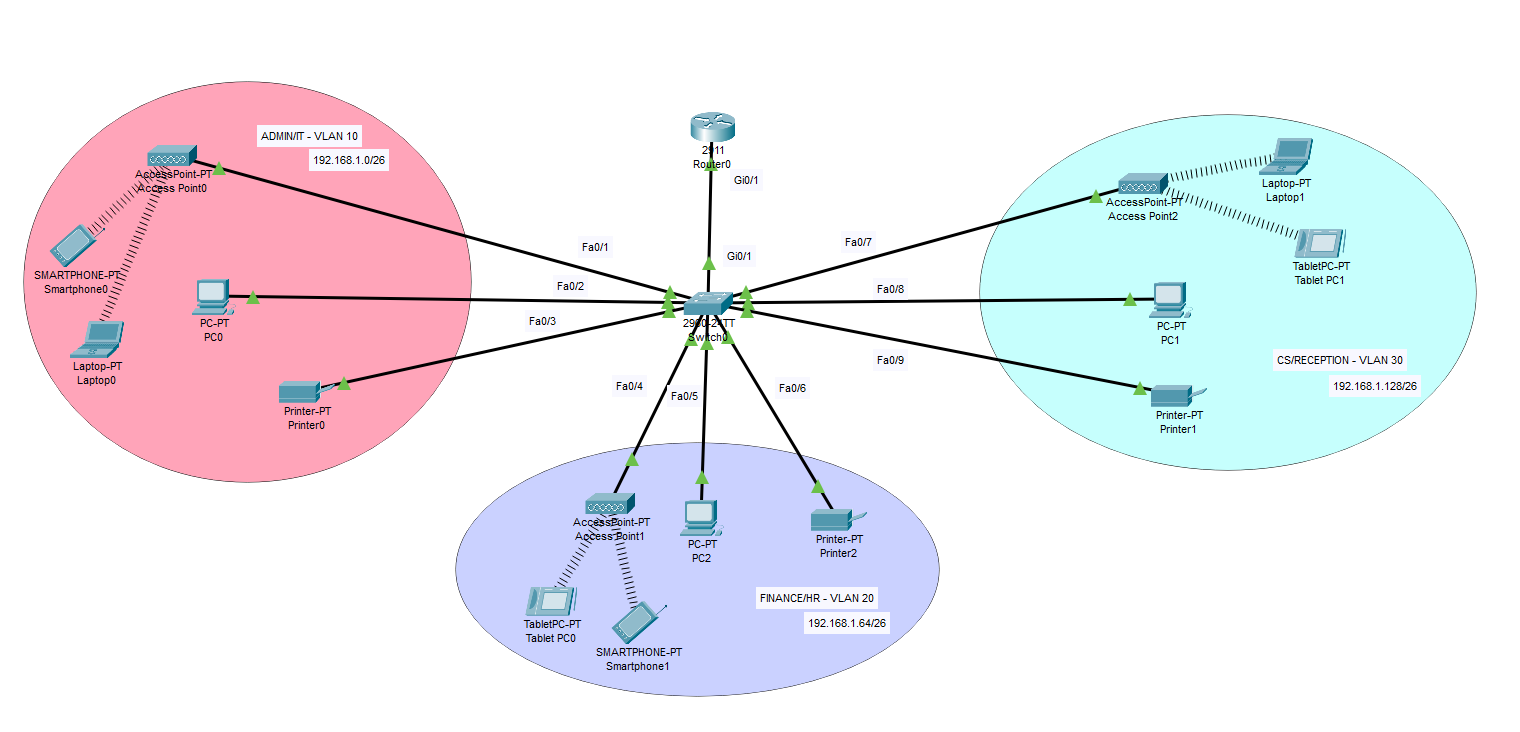 ADMIN/IT - VLAN 10
192.168.1.0/26
AccessPoint-PT
Access Point0
SMARTPHONE-PT
Smartphone0
PC-PT
PC0
Laptop-PT
Laptop0
Printer-PT
Printer0
Fa0/1
Fa0/2
Fa0/3
2911
Router0
Gi0/1
Gi0/1
2960-24TT
Switch0
Fa0/7
Fa0/8
Fa0/9
Fa0/4
Fa0/5
Fa0/6
Laptop-PT
Laptop1
AccessPoint-PT
Access Point2
TabletPC-PT
Tablet PC1
PC-PT
PC1
CS/RECEPTION - VLAN 30
192.168.1.128/26
Printer-PT
Printer1
AccessPoint-PT
Access Point1
PC-PT
PC2
Printer-PT
Printer2
FINANCE/HR - VLAN 20
192.168.1.64/26
TabletPC-PT
Tablet PC0
SMARTPHONE-PT
Smartphone1